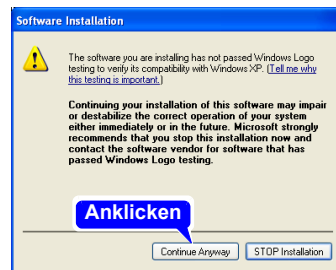 Software Installation
The software you are installing has not passed Windows Logo
testing to verify its compatibility with Windows XP. (Tell me why
this testing is important.)
Continuing your installation of this software may impair
or destabilize the correct operation of your system
either immediately or in the future. Microsoft strongly
recommends that you stop this installation now and
contact the software vendor for software that has
passed Windows Logo testing.
Anklicken
Continue Anyway STOP Installation